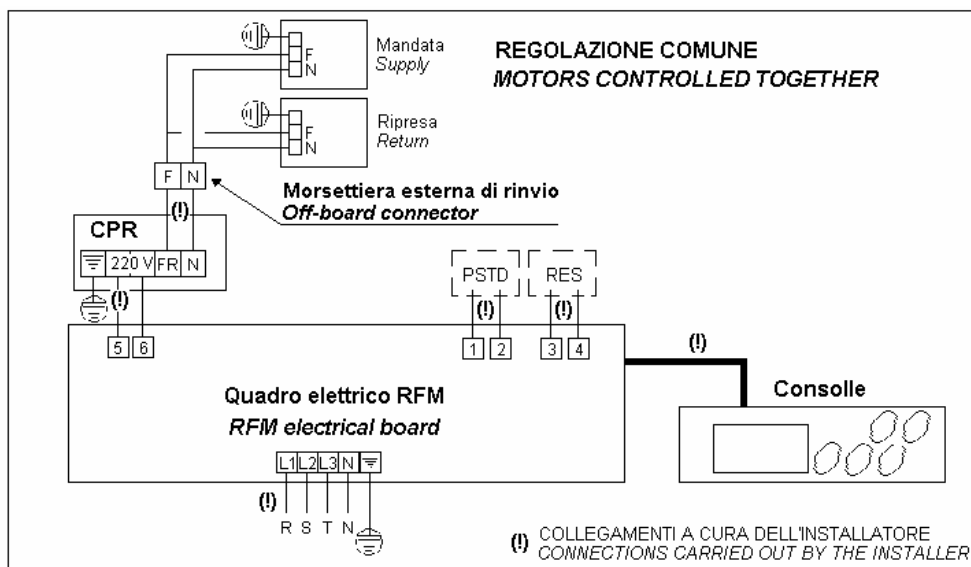 Mandata
Supply
F
N
REGOLAZIONE COMUNE
MOTORS CONTROLLED TOGETHER
Ripresa
Return
F
N
F N
Morsettiera esterna di rinvio
Off-board connector
(!)
CPR
220 V FR N
(!)
PSTD
RES
(!)
(!)
5 6
1 2
3 4
(!)
Quadro elettrico RFM
RFM electrical board
Consolle
L1 L2 L3 N
(!)
R S T N
(!) COLLEGAMENTI A CURA DELL'INSTALLATORE
CONNECTIONS CARRIED OUT BY THE INSTALLER